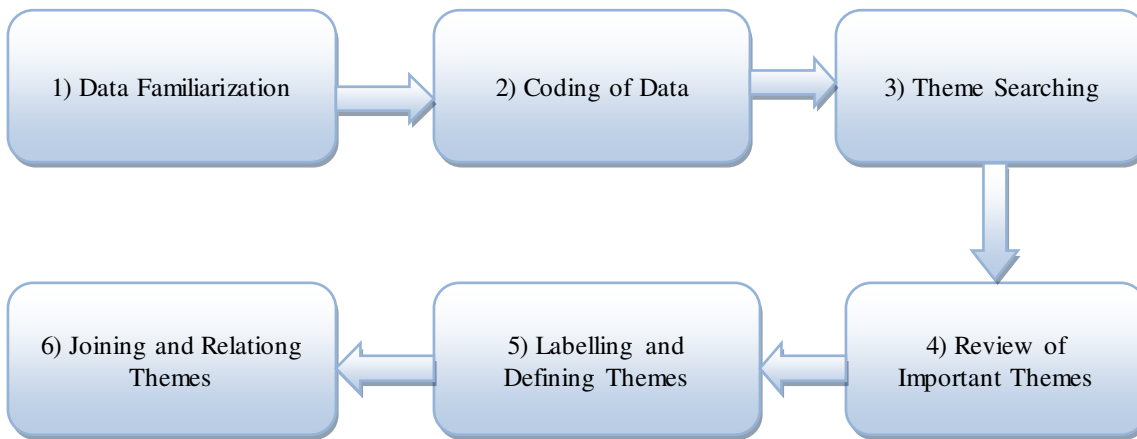 1) Data Familiarization
2) Coding of Data
3) Theme Searching
4) Review of
Important Themes
5) Labelling and
Defining Themes
6) Joining and Relationg
Themes